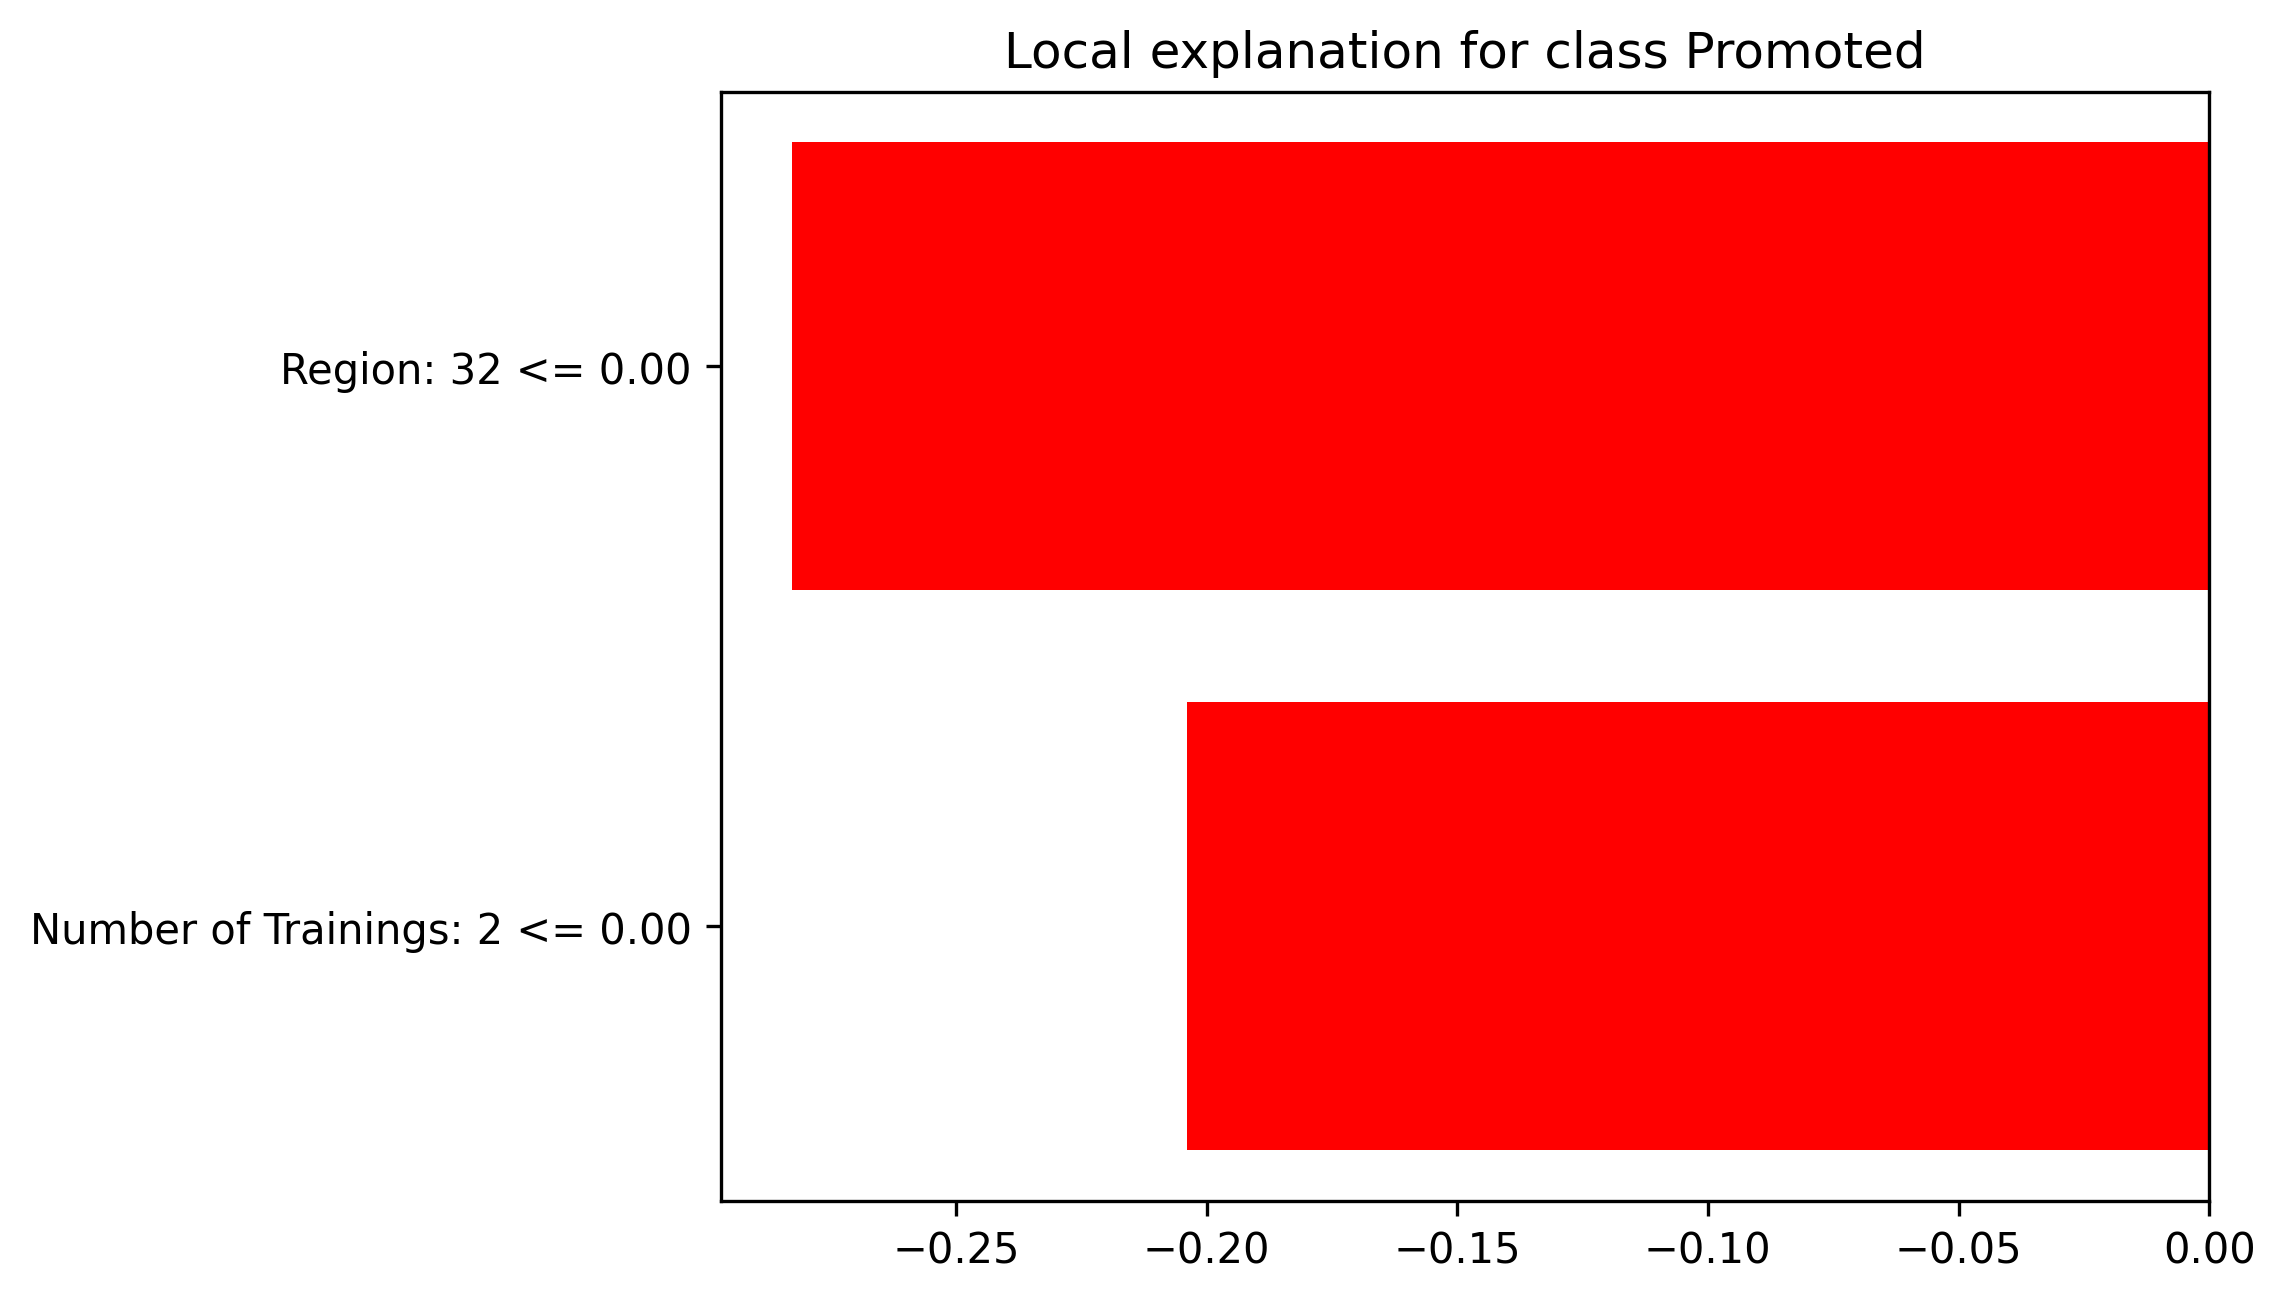 Local explanation for class Promoted
Region: 32 <= 0.00
Number of Trainings: 2 <= 0.00
−0.25 −0.20 −0.15 −0.10 −0.05 0.00